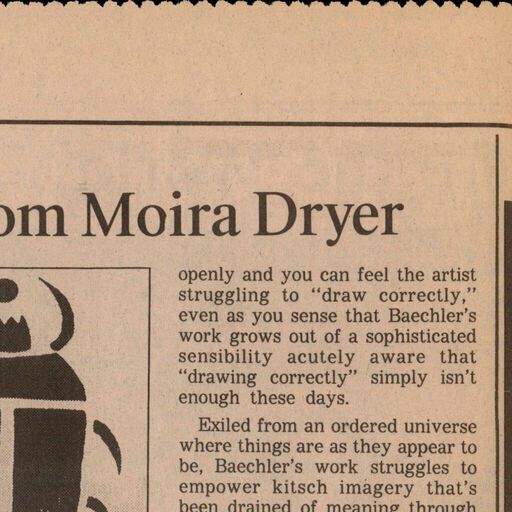 om Moira Dryer
openly and you can feel the artist
struggling to “draw correctly,”
even as you sense that Baechler’s
work grows out of a sophisticated
sensibility acutely aware that
“drawing correctly” simply isn’t
enough these days.
Exiled from an ordered universe
where things are as they appear to
be, Baechler’s work struggles to
empower kitsch imagery that’s
been drained of meaning through